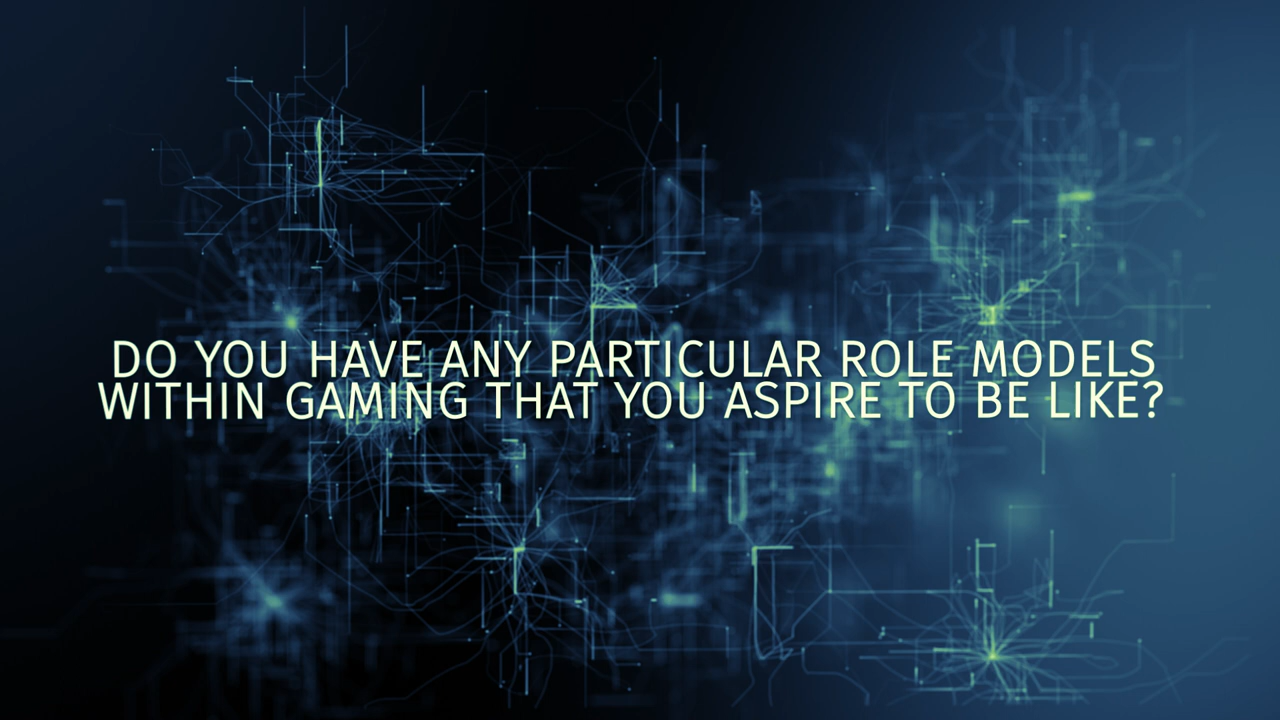 DO YOU HAVE ANY PARTICULAR ROLE MODELS
WITHIN GAMING THAT YOU ASPIRE TO BE LIKE?